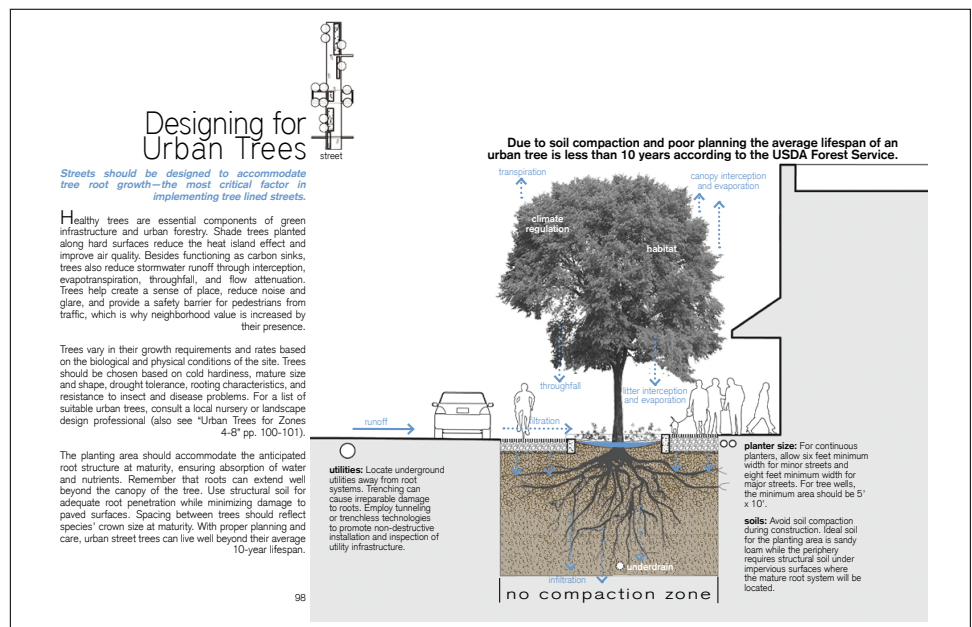 Designing for
Urban Trees
street
Streets should be designed to accommodate
tree root growth—the most critical factor in
implementing tree lined streets.
Healthy trees are essential components of green
infrastructure and urban forestry. Shade trees planted
along hard surfaces reduce the heat island effect and
improve air quality. Besides functioning as carbon sinks,
trees also reduce stormwater runoff through interception,
evapotranspiration, throughfall, and flow attenuation.
Trees help create a sense of place, reduce noise and
glare, and provide a safety barrier for pedestrians from
traffic, which is why neighborhood value is increased by
their presence.
Trees vary in their growth requirements and rates based
on the biological and physical conditions of the site. Trees
should be chosen based on cold hardiness, mature size
and shape, drought tolerance, rooting characteristics, and
resistance to insect and disease problems. For a list of
suitable urban trees, consult a local nursery or landscape
design professional (also see “Urban Trees for Zones
4-8” pp. 100-101).
The planting area should accommodate the anticipated
root structure at maturity, ensuring absorption of water
and nutrients. Remember that roots can extend well
beyond the canopy of the tree. Use structural soil for
adequate root penetration while minimizing damage to
paved surfaces. Spacing between trees should reflect
species’ crown size at maturity. With proper planning and
care, urban street trees can live well beyond their average
10-year lifespan.
98
Due to soil compaction and poor planning the average lifespan of an
urban tree is less than 10 years according to the USDA Forest Service.
transpiration
canopy interception
and evaporation
climate
regulation
habitat
throughfall
litter interception
and evaporation
runoff
filtration
utilities: Locate underground
utilities away from root
systems. Trenching can
cause irreparable damage
to roots. Employ tunneling
or trenchless technologies
to promote non-destructive
installation and inspection of
utility infrastructure.
planter size: For continuous
planters, allow six feet minimum
width for minor streets and
eight feet minimum width for
major streets. For tree wells,
the minimum area should be 5’
x 10’.
soils: Avoid soil compaction
during construction. Ideal soil
for the planting area is sandy
loam while the periphery
requires structural soil under
impervious surfaces where
the mature root system will be
located.
underdrain
infiltration
no compaction zone